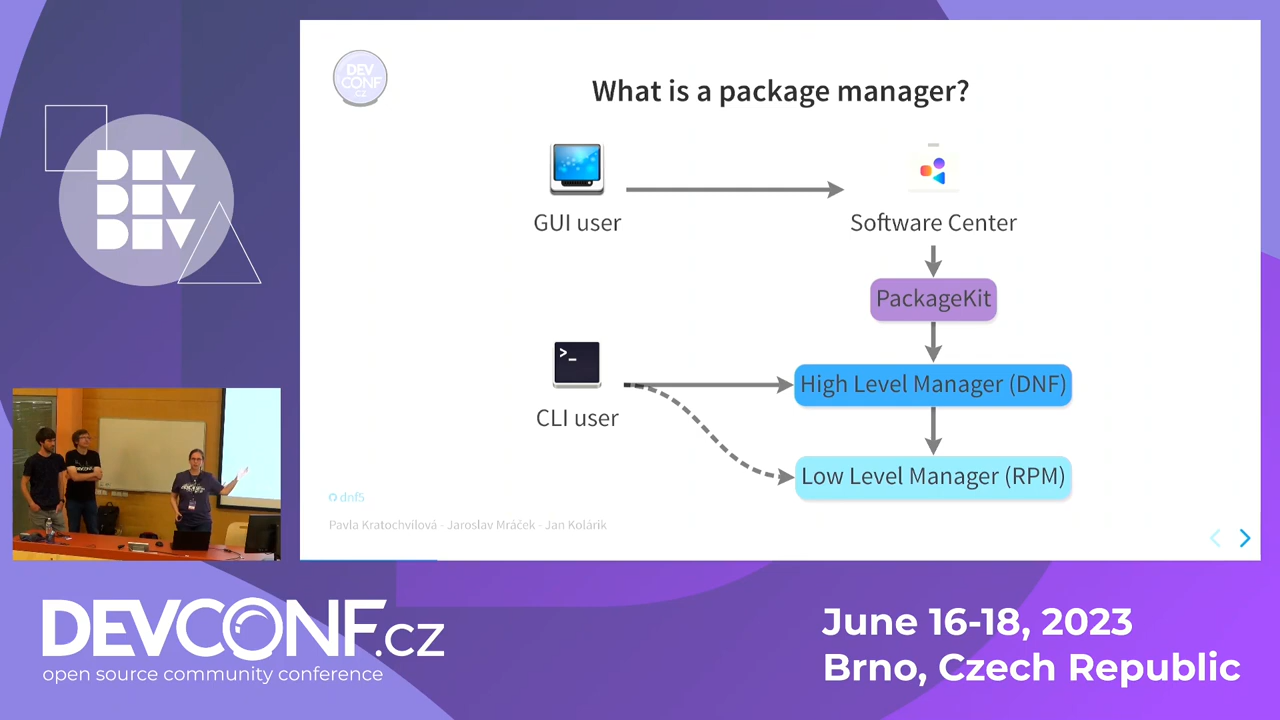 DEV
CONF
.CZ
What is a package manager?
GUI user
Software Center
PackageKit
>_
CLI user
High Level Manager (DNF)
Low Level Manager (RPM)
dnf5
Pavla Kratochvílová - Jaroslav Mráček - Jan Kolárik
DEV
DEV
DEV
DEVCONF.cz
open source community conference
June 16-18, 2023
Brno, Czech Republic